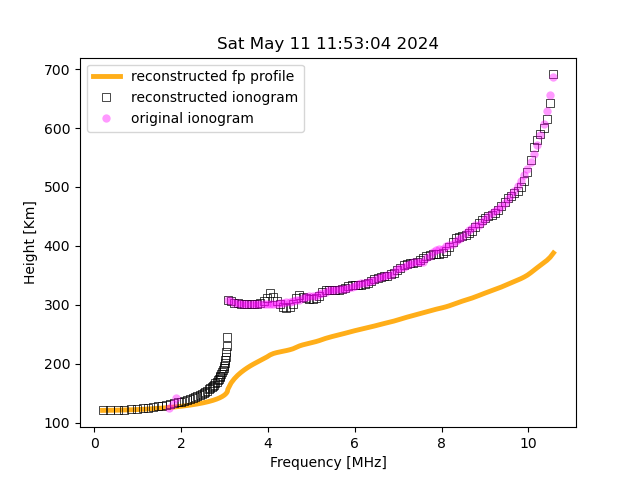 Sat May 11 11:53:04 2024
reconstructed fp profile
reconstructed ionogram
original ionogram
Height [Km]
700
600
500
400
300
200
100
0 2 4 6 8 10
Frequency [MHz]